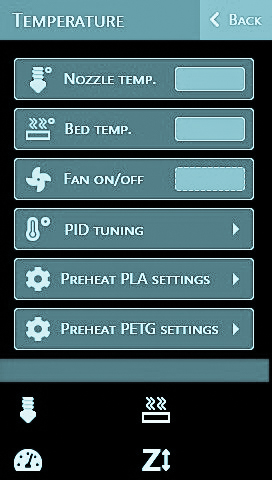 Temperature
Back
Nozzle temp.
Bed temp.
Fan on/off
PID tuning
Preheat PLA settings
Preheat PETG settings
Z